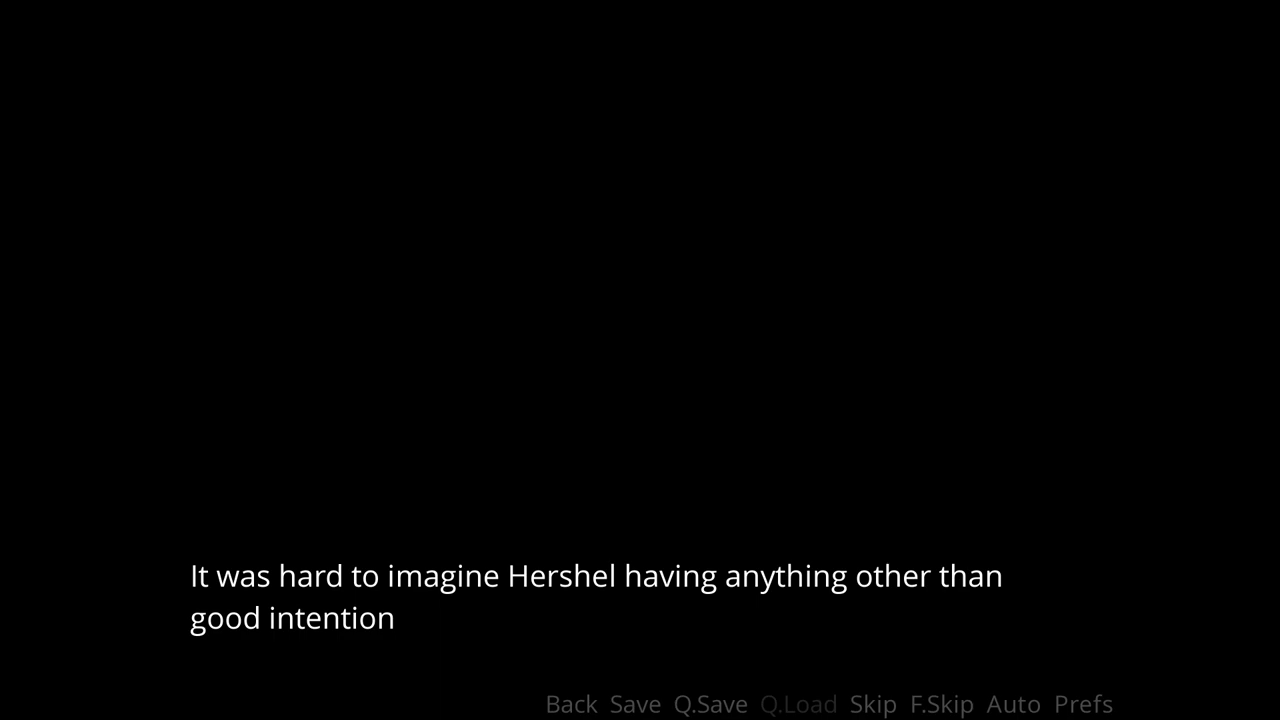 It was hard to imagine Hershel having anything other than
good intention
Back Save Q.Save Q.Load Skip F.Skip Auto Prefs